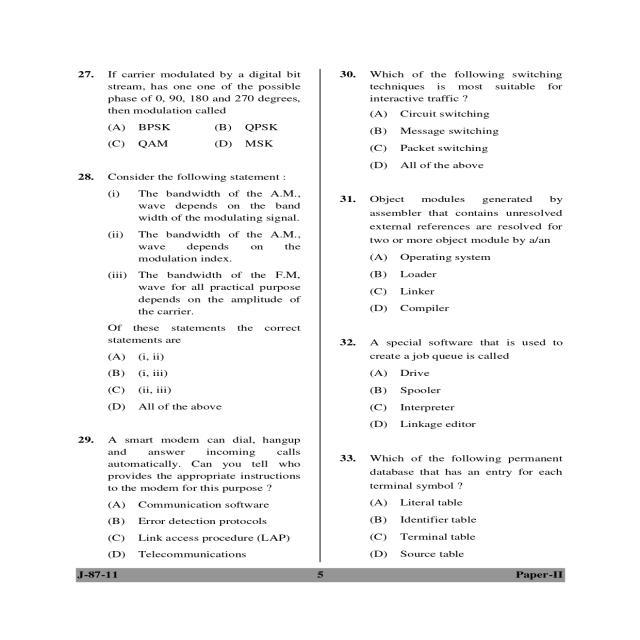 27. If carrier modulated by a digital bit
stream, has one one of the possible
phase of 0, 90, 180 and 270 degrees,
then modulation called
(A) BPSK (B) QPSK
(C) QAM (D) MSK
28. Consider the following statement :
(i) The bandwidth of the A.M.,
wave depends on the band
width of the modulating signal.
(ii) The bandwidth of the A.M.,
wave depends on the
modulation index.
(iii) The bandwidth of the F.M,
wave for all practical purpose
depends on the amplitude of
the carrier.
Of these statements the correct
statements are
(A) (i, ii)
(B) (i, iii)
(C) (ii, iii)
(D) All of the above
29. A smart modem can dial, hangup
and answer incoming calls
automatically. Can you tell who
provides the appropriate instructions
to the modem for this purpose ?
(A) Communication software
(B) Error detection protocols
(C) Link access procedure (LAP)
(D) Telecommunications
30. Which of the following switching
techniques is most suitable for
interactive traffic ?
(A) Circuit switching
(B) Message switching
(C) Packet switching
(D) All of the above
31. Object modules generated by
assembler that contains unresolved
external references are resolved for
two or more object module by a/an
(A) Operating system
(B) Loader
(C) Linker
(D) Compiler
32. A special software that is used to
create a job queue is called
(A) Drive
(B) Spooler
(C) Interpreter
(D) Linkage editor
33. Which of the following permanent
database that has an entry for each
terminal symbol ?
(A) Literal table
(B) Identifier table
(C) Terminal table
(D) Source table
J-87-11 5 Paper-II